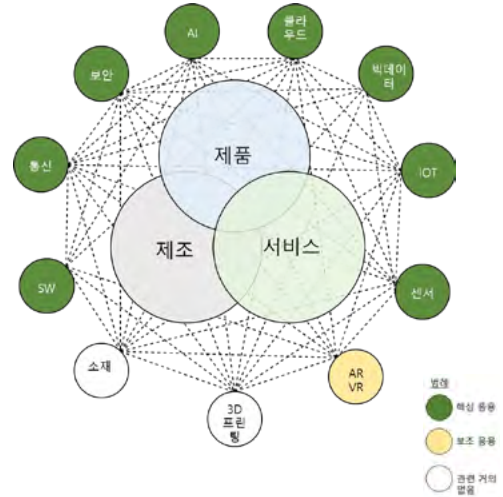 AI
클라
우드
보안
빅데이
터
통신
제품
IOT
제조
서비스
SW
센서
소재
AR
VR
3D
프린
팅
범례
핵심 응용
보조 응용
관련 거의
없음